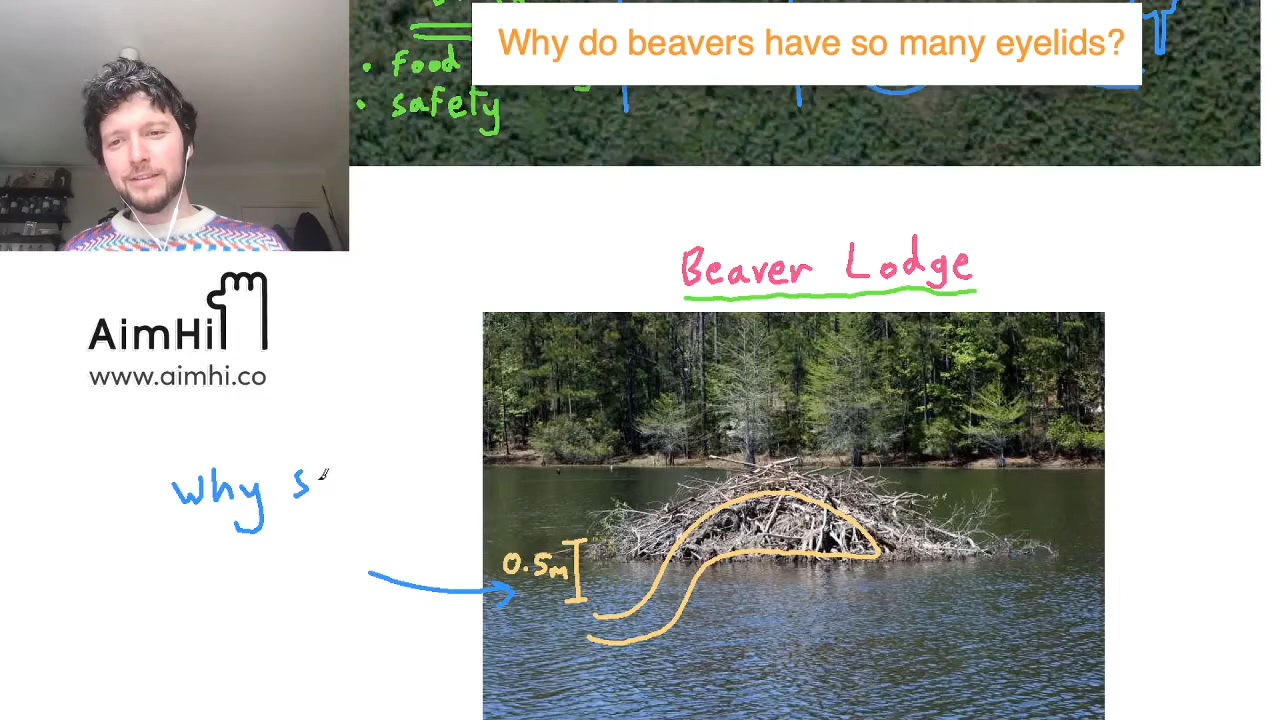 Why do beavers have so many eyelids?
• food
• safety
Beaver Lodge
AimHi
www.aimhi.co
why s
0.5m